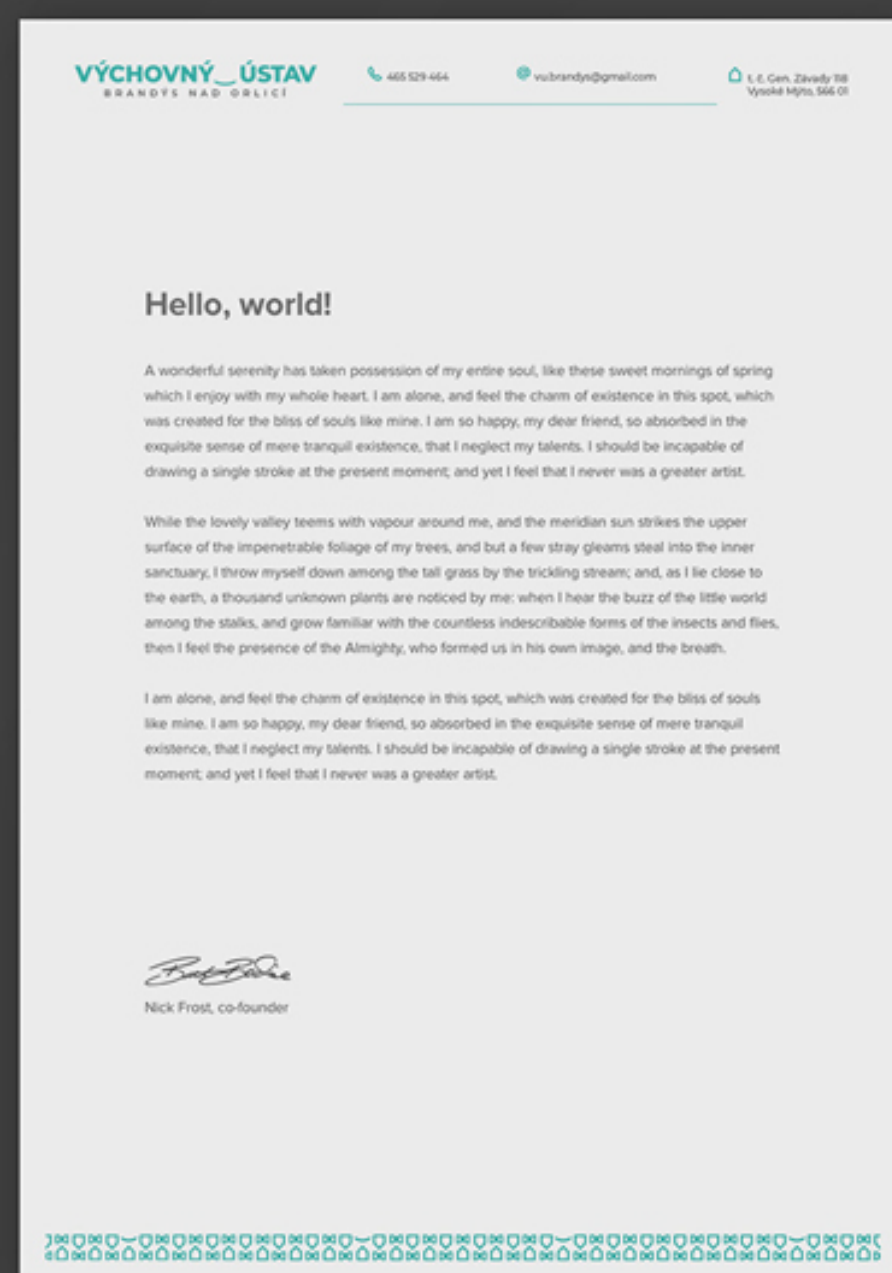 VÝCHOVNÝ_ÚSTAV
BRANDÝS NAD ORLICÍ
465 529 464
vu.brandys@gmail.com
t. č. Gen. Závady 118
Vysoké Mýto, 566 01
Hello, world!
A wonderful serenity has taken possession of my entire soul, like these sweet mornings of spring
which I enjoy with my whole heart. I am alone, and feel the charm of existence in this spot, which
was created for the bliss of souls like mine. I am so happy, my dear friend, so absorbed in the
exquisite sense of mere tranquil existence, that I neglect my talents. I should be incapable of
drawing a single stroke at the present moment; and yet I feel that I never was a greater artist.
While the lovely valley teems with vapour around me, and the meridian sun strikes the upper
surface of the impenetrable foliage of my trees, and but a few stray gleams steal into the inner
sanctuary, I throw myself down among the tall grass by the trickling stream; and, as I lie close to
the earth, a thousand unknown plants are noticed by me: when I hear the buzz of the little world
among the stalks, and grow familiar with the countless indescribable forms of the insects and flies,
then I feel the presence of the Almighty, who formed us in his own image, and the breath.
I am alone, and feel the charm of existence in this spot, which was created for the bliss of souls
like mine. I am so happy, my dear friend, so absorbed in the exquisite sense of mere tranquil
existence, that I neglect my talents. I should be incapable of drawing a single stroke at the present
moment; and yet I feel that I never was a greater artist.
Nick Frost, co-founder